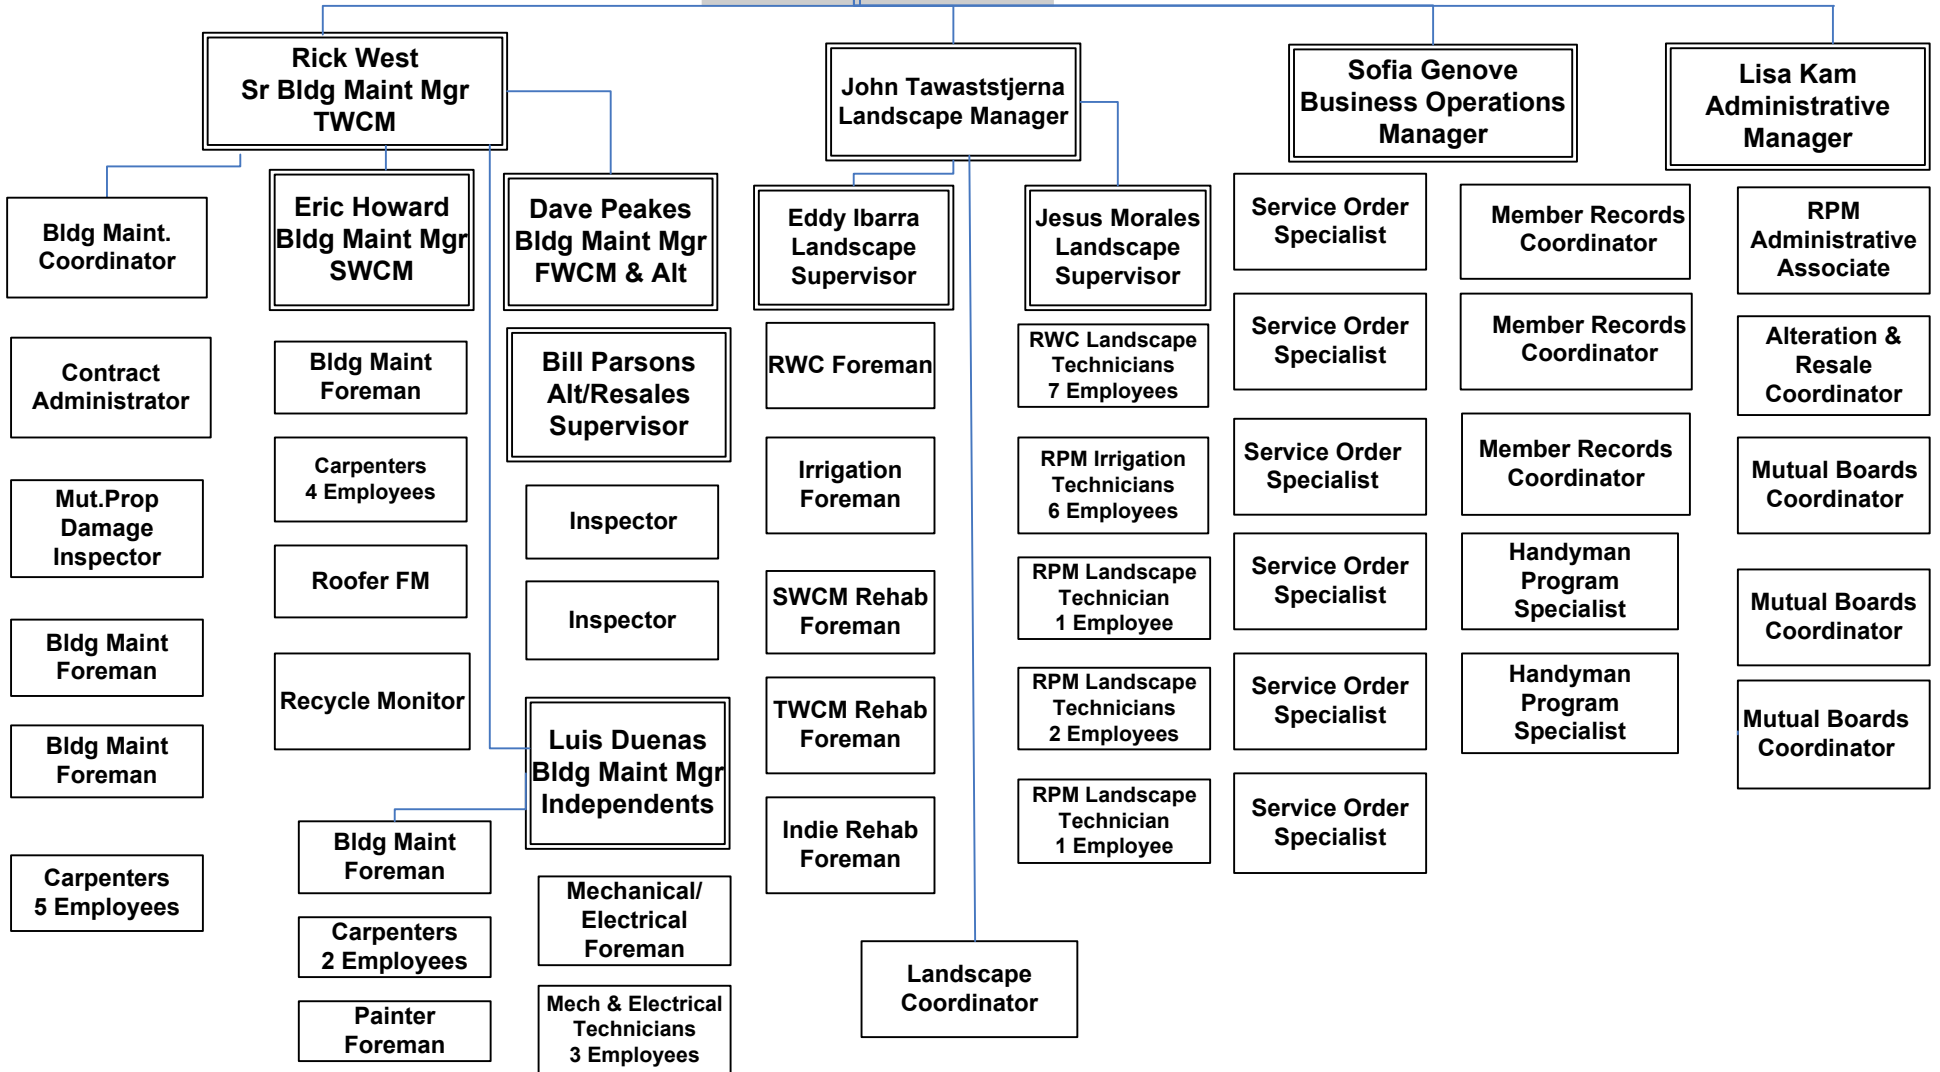 Rick West
Sr Bldg Maint Mgr
TWCM
John Tawaststjerna
Landscape Manager
Sofia Genove
Business Operations
Manager
Lisa Kam
Administrative
Manager
Bldg Maint.
Coordinator
Contract
Administrator
Mut.Prop
Damage
Inspector
Bldg Maint
Foreman
Bldg Maint
Foreman
Carpenters
5 Employees
Eric Howard
Bldg Maint Mgr
SWCM
Bldg Maint
Foreman
Carpenters
4 Employees
Roofer FM
Recycle Monitor
Dave Peakes
Bldg Maint Mgr
FWCM & Alt
Bill Parsons
Alt/Resales
Supervisor
Inspector
Inspector
Luis Duenas
Bldg Maint Mgr
Independents
Bldg Maint
Foreman
Carpenters
2 Employees
Painter
Foreman
Mechanical/
Electrical
Foreman
Mech & Electrical
Technicians
3 Employees
Eddy Ibarra
Landscape
Supervisor
RWC Foreman
Irrigation
Foreman
SWCM Rehab
Foreman
TWCM Rehab
Foreman
Indie Rehab
Foreman
Landscape
Coordinator
Jesus Morales
Landscape
Supervisor
RWC Landscape
Technicians
7 Employees
RPM Irrigation
Technicians
6 Employees
RPM Landscape
Technician
1 Employee
RPM Landscape
Technicians
2 Employees
RPM Landscape
Technician
1 Employee
Service Order
Specialist
Service Order
Specialist
Service Order
Specialist
Service Order
Specialist
Service Order
Specialist
Service Order
Specialist
Member Records
Coordinator
Member Records
Coordinator
Member Records
Coordinator
Handyman
Program
Specialist
Handyman
Program
Specialist
RPM
Administrative
Associate
Alteration &
Resale
Coordinator
Mutual Boards
Coordinator
Mutual Boards
Coordinator
Mutual Boards
Coordinator